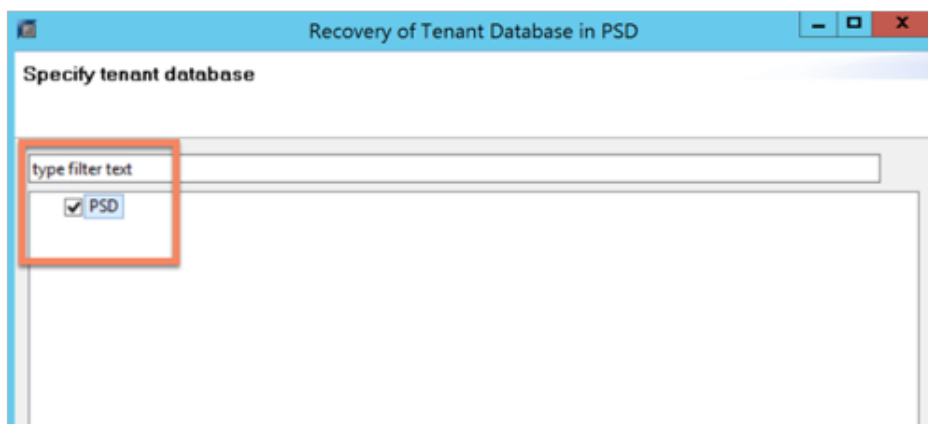 Recovery of Tenant Database in PSD
Specify tenant database
type filter text
PSD